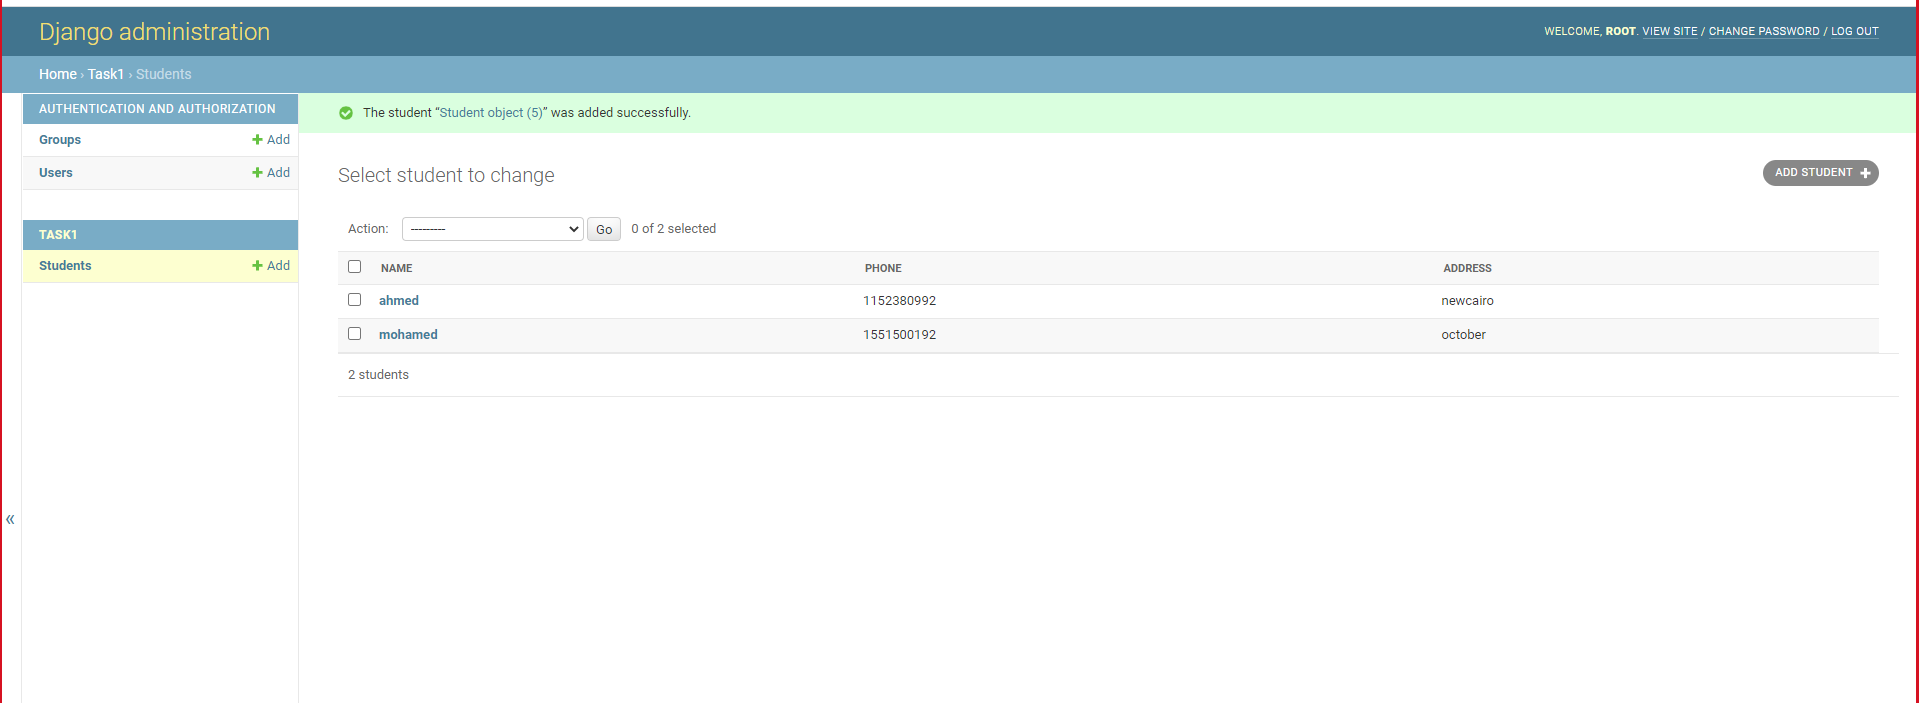 Django administration
WELCOME, ROOT. VIEW SITE / CHANGE PASSWORD / LOG OUT
Home › Task1 › Students
AUTHENTICATION AND AUTHORIZATION
Groups + Add
Users + Add
TASK1
Students + Add
«
The student “Student object (5)” was added successfully.
Select student to change
ADD STUDENT +
Action: --------- Go 0 of 2 selected
NAME PHONE ADDRESS
ahmed 1152380992 newcairo
mohamed 1551500192 october
2 students